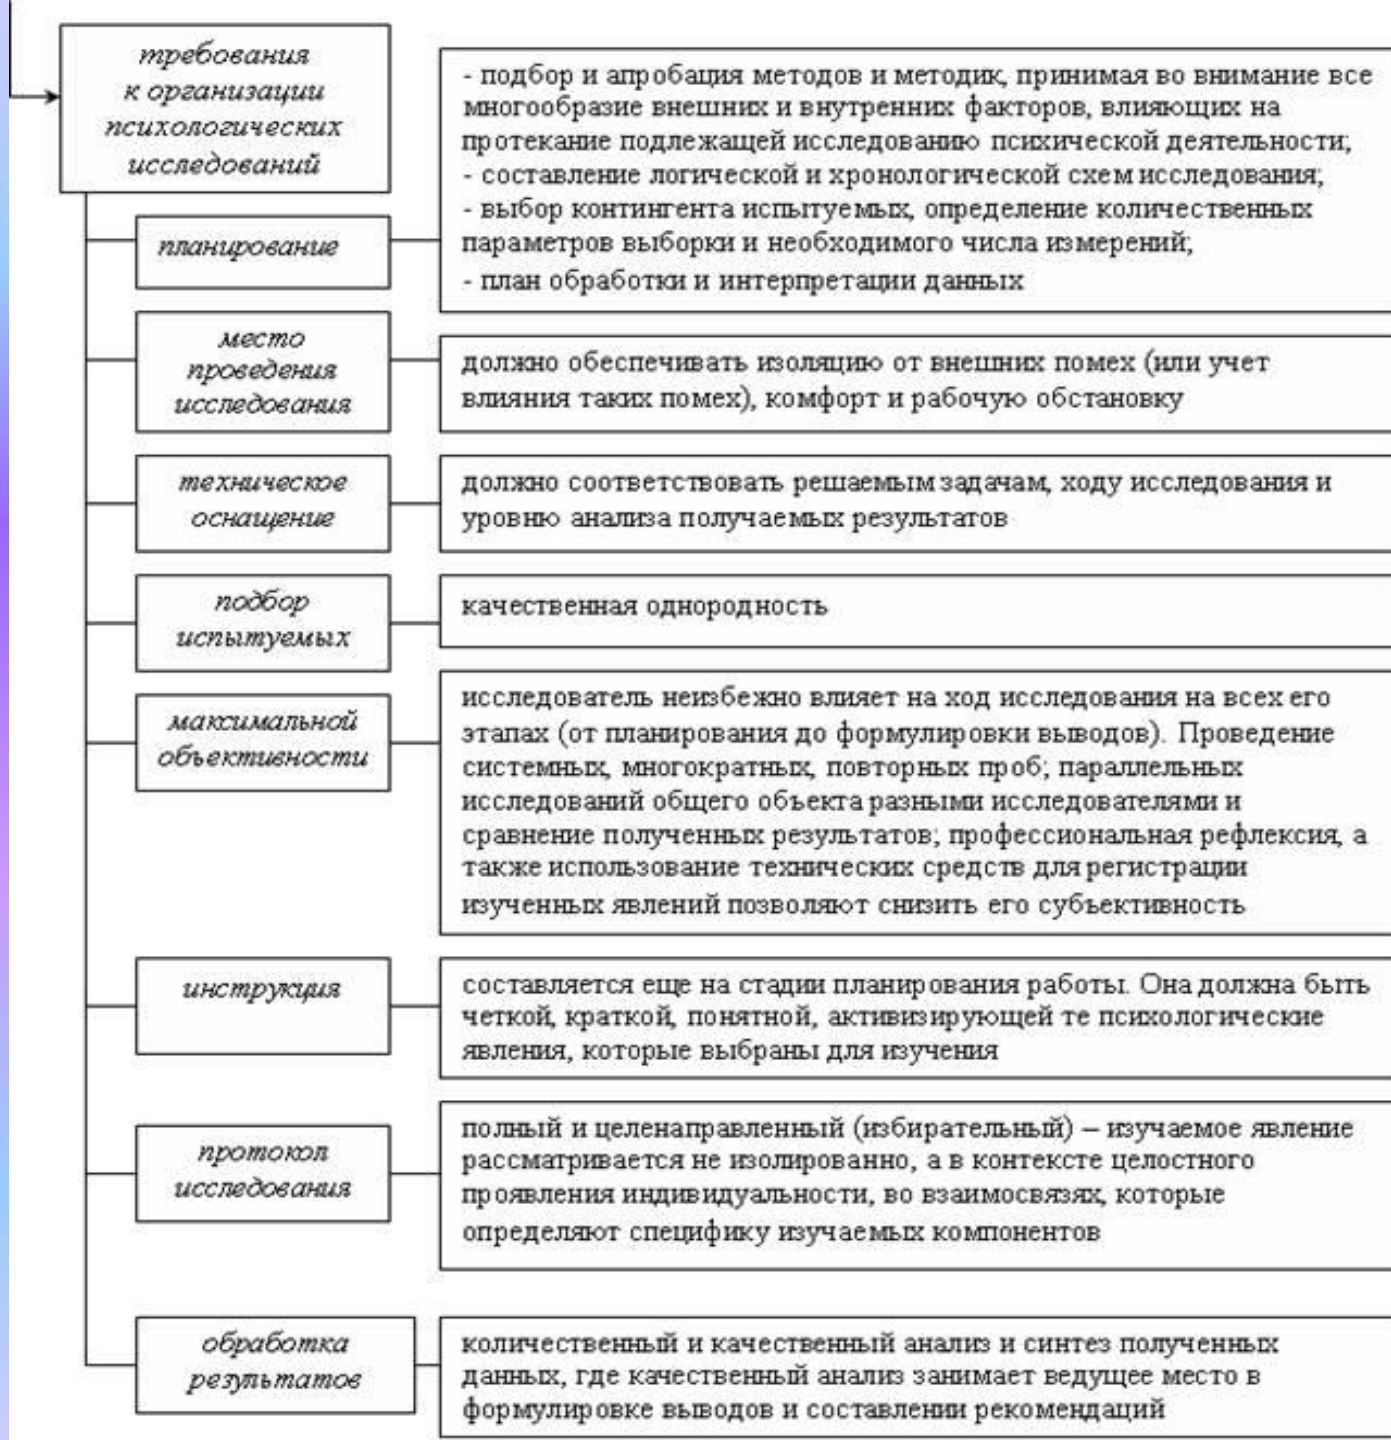 требования
к организации
психологических
исследований
планирование
- подбор и апробация методов и методик, принимая во внимание все
многообразие внешних и внутренних факторов, влияющих на
протекание подлежащей исследованию психической деятельности;
- составление логической и хронологической схем исследования;
- выбор контингента испытуемых, определение количественных
параметров выборки и необходимого числа измерений;
- план обработки и интерпретации данных
место
проведения
исследования
должно обеспечивать изоляцию от внешних помех (или учет
влияния таких помех), комфорт и рабочую обстановку
техническое
оснащение
должно соответствовать решаемым задачам, ходу исследования и
уровню анализа получаемых результатов
подбор
испытуемых
качественная однородность
максимальной
объективности
исследователь неизбежно влияет на ход исследования на всех его
этапах (от планирования до формулировки выводов). Проведение
системных, многократных, повторных проб; параллельных
исследований общего объекта разными исследователями и
сравнение полученных результатов; профессиональная рефлексия, а
также использование технических средств для регистрации
изученных явлений позволяют снизить его субъективность
инструкция
составляется еще на стадии планирования работы. Она должна быть
четкой, краткой, понятной, активизирующей те психологические
явления, которые выбраны для изучения
протокол
исследования
полный и целенаправленный (избирательный) – изучаемое явление
рассматривается не изолированно, а в контексте целостного
проявления индивидуальности, во взаимосвязях, которые
определяют специфику изучаемых компонентов
обработка
результатов
количественный и качественный анализ и синтез полученных
данных, где качественный анализ занимает ведущее место в
формулировке выводов и составлении рекомендаций